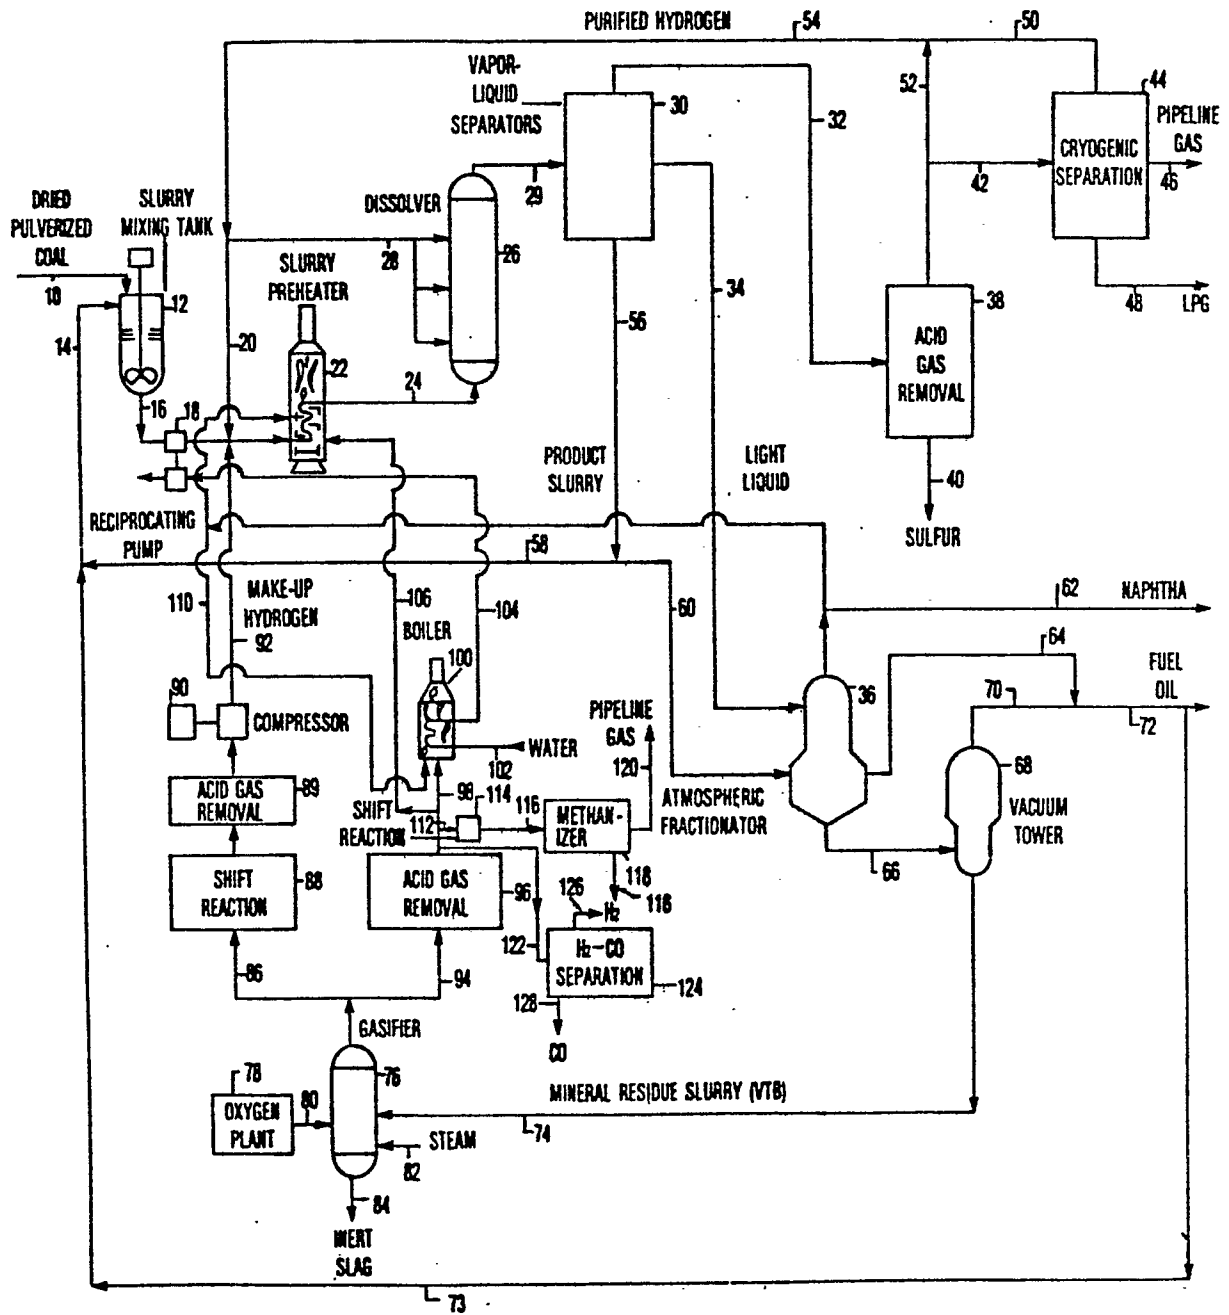 PURIFIED HYDROGEN
54
50
VAPOR-
LIQUID
SEPARATORS
30
52
44
PIPELINE
GAS
32
CRYOGENIC
SEPARATION
42
46
29
DRIED
PULVERIZED
COAL
SLURRY
MIXING TANK
DISSOLVER
28
26
SLURRY
PREHEATER
10
12
34
38
48
LPG
14
20
56
ACID
GAS
REMOVAL
22
24
16
18
PRODUCT
SLURRY
LIGHT
LIQUID
40
SULFUR
RECIPROCATING
PUMP
58
MAKE-UP
HYDROGEN
110
106
104
60
62
NAPHTHA
92
BOILER
64
100
FUEL
OIL
90
36
70
COMPRESSOR
PIPELINE
GAS
72
WATER
102
120
68
ACID GAS
REMOVAL
89
98
114
SHIFT
REACTION
112
116
METHAN-
IZER
ATMOSPHERIC
FRACTIONATOR
VACUUM
TOWER
66
SHIFT
REACTION
88
ACID GAS
REMOVAL
96
118
126
H2
116
86
94
122
H2-CO
SEPARATION
124
128
GASIFIER
CO
78
76
OXYGEN
PLANT
80
MINERAL RESIDUE SLURRY (VTB)
74
STEAM
82
84
INERT
SLAG
73